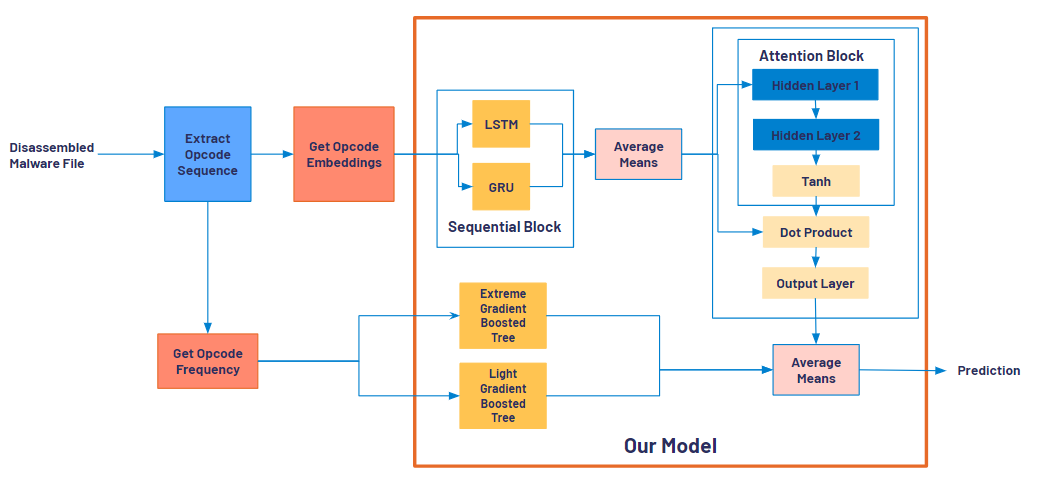 Disassembled
Malware File
Extract
Opcode
Sequence
Get Opcode
Embeddings
LSTM
GRU
Sequential Block
Average
Means
Attention Block
Hidden Layer 1
Hidden Layer 2
Tanh
Dot Product
Output Layer
Get Opcode
Frequency
Extreme
Gradient
Boosted
Tree
Light
Gradient
Boosted
Tree
Average
Means
Prediction
Our Model